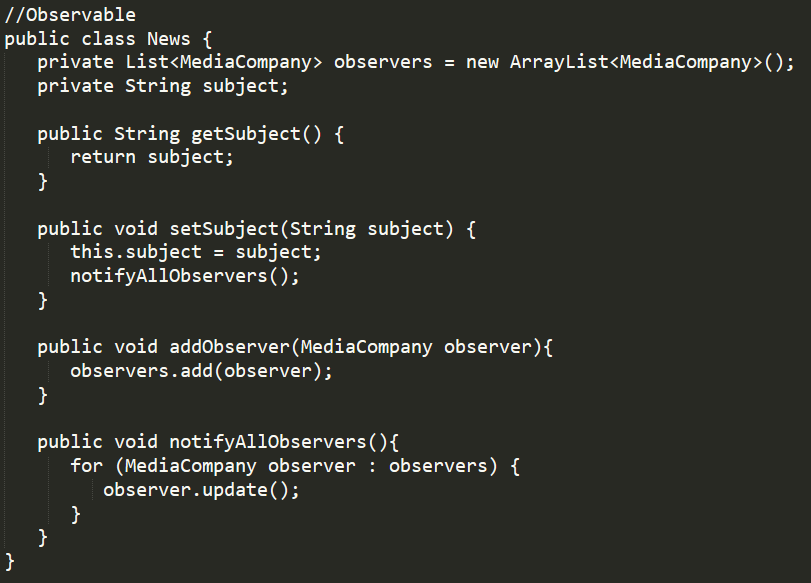 //Observable
public class News {
private List<MediaCompany> observers = new ArrayList<MediaCompany>();
private String subject;
public String getSubject() {
return subject;
}
public void setSubject(String subject) {
this.subject = subject;
notifyAllObservers();
}
public void addObserver(MediaCompany observer){
observers.add(observer);
}
public void notifyAllObservers(){
for (MediaCompany observer : observers) {
observer.update();
}
}
}